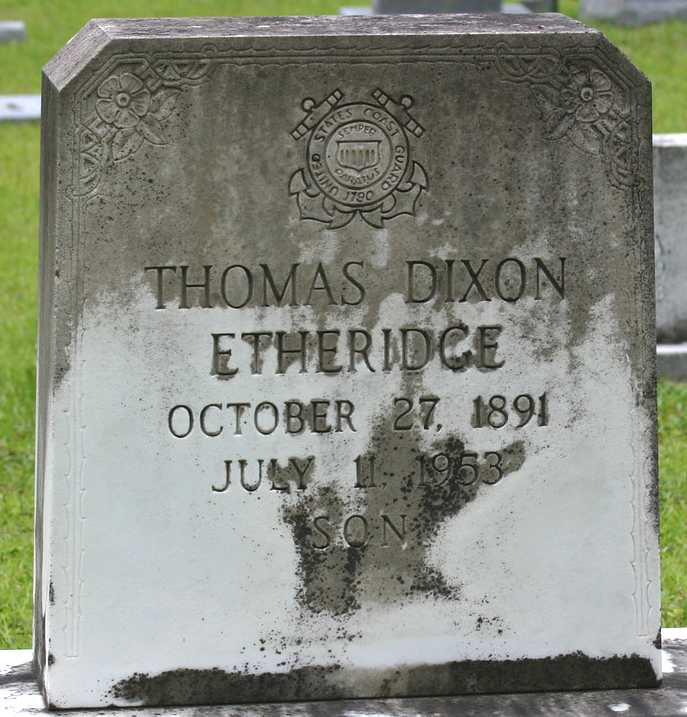 UNITED STATES COAST GUARD
1790
SEMPER
PARATUS
THOMAS DIXON
ETHERIDGE
OCTOBER 27, 1891
JULY 11, 1953
SON